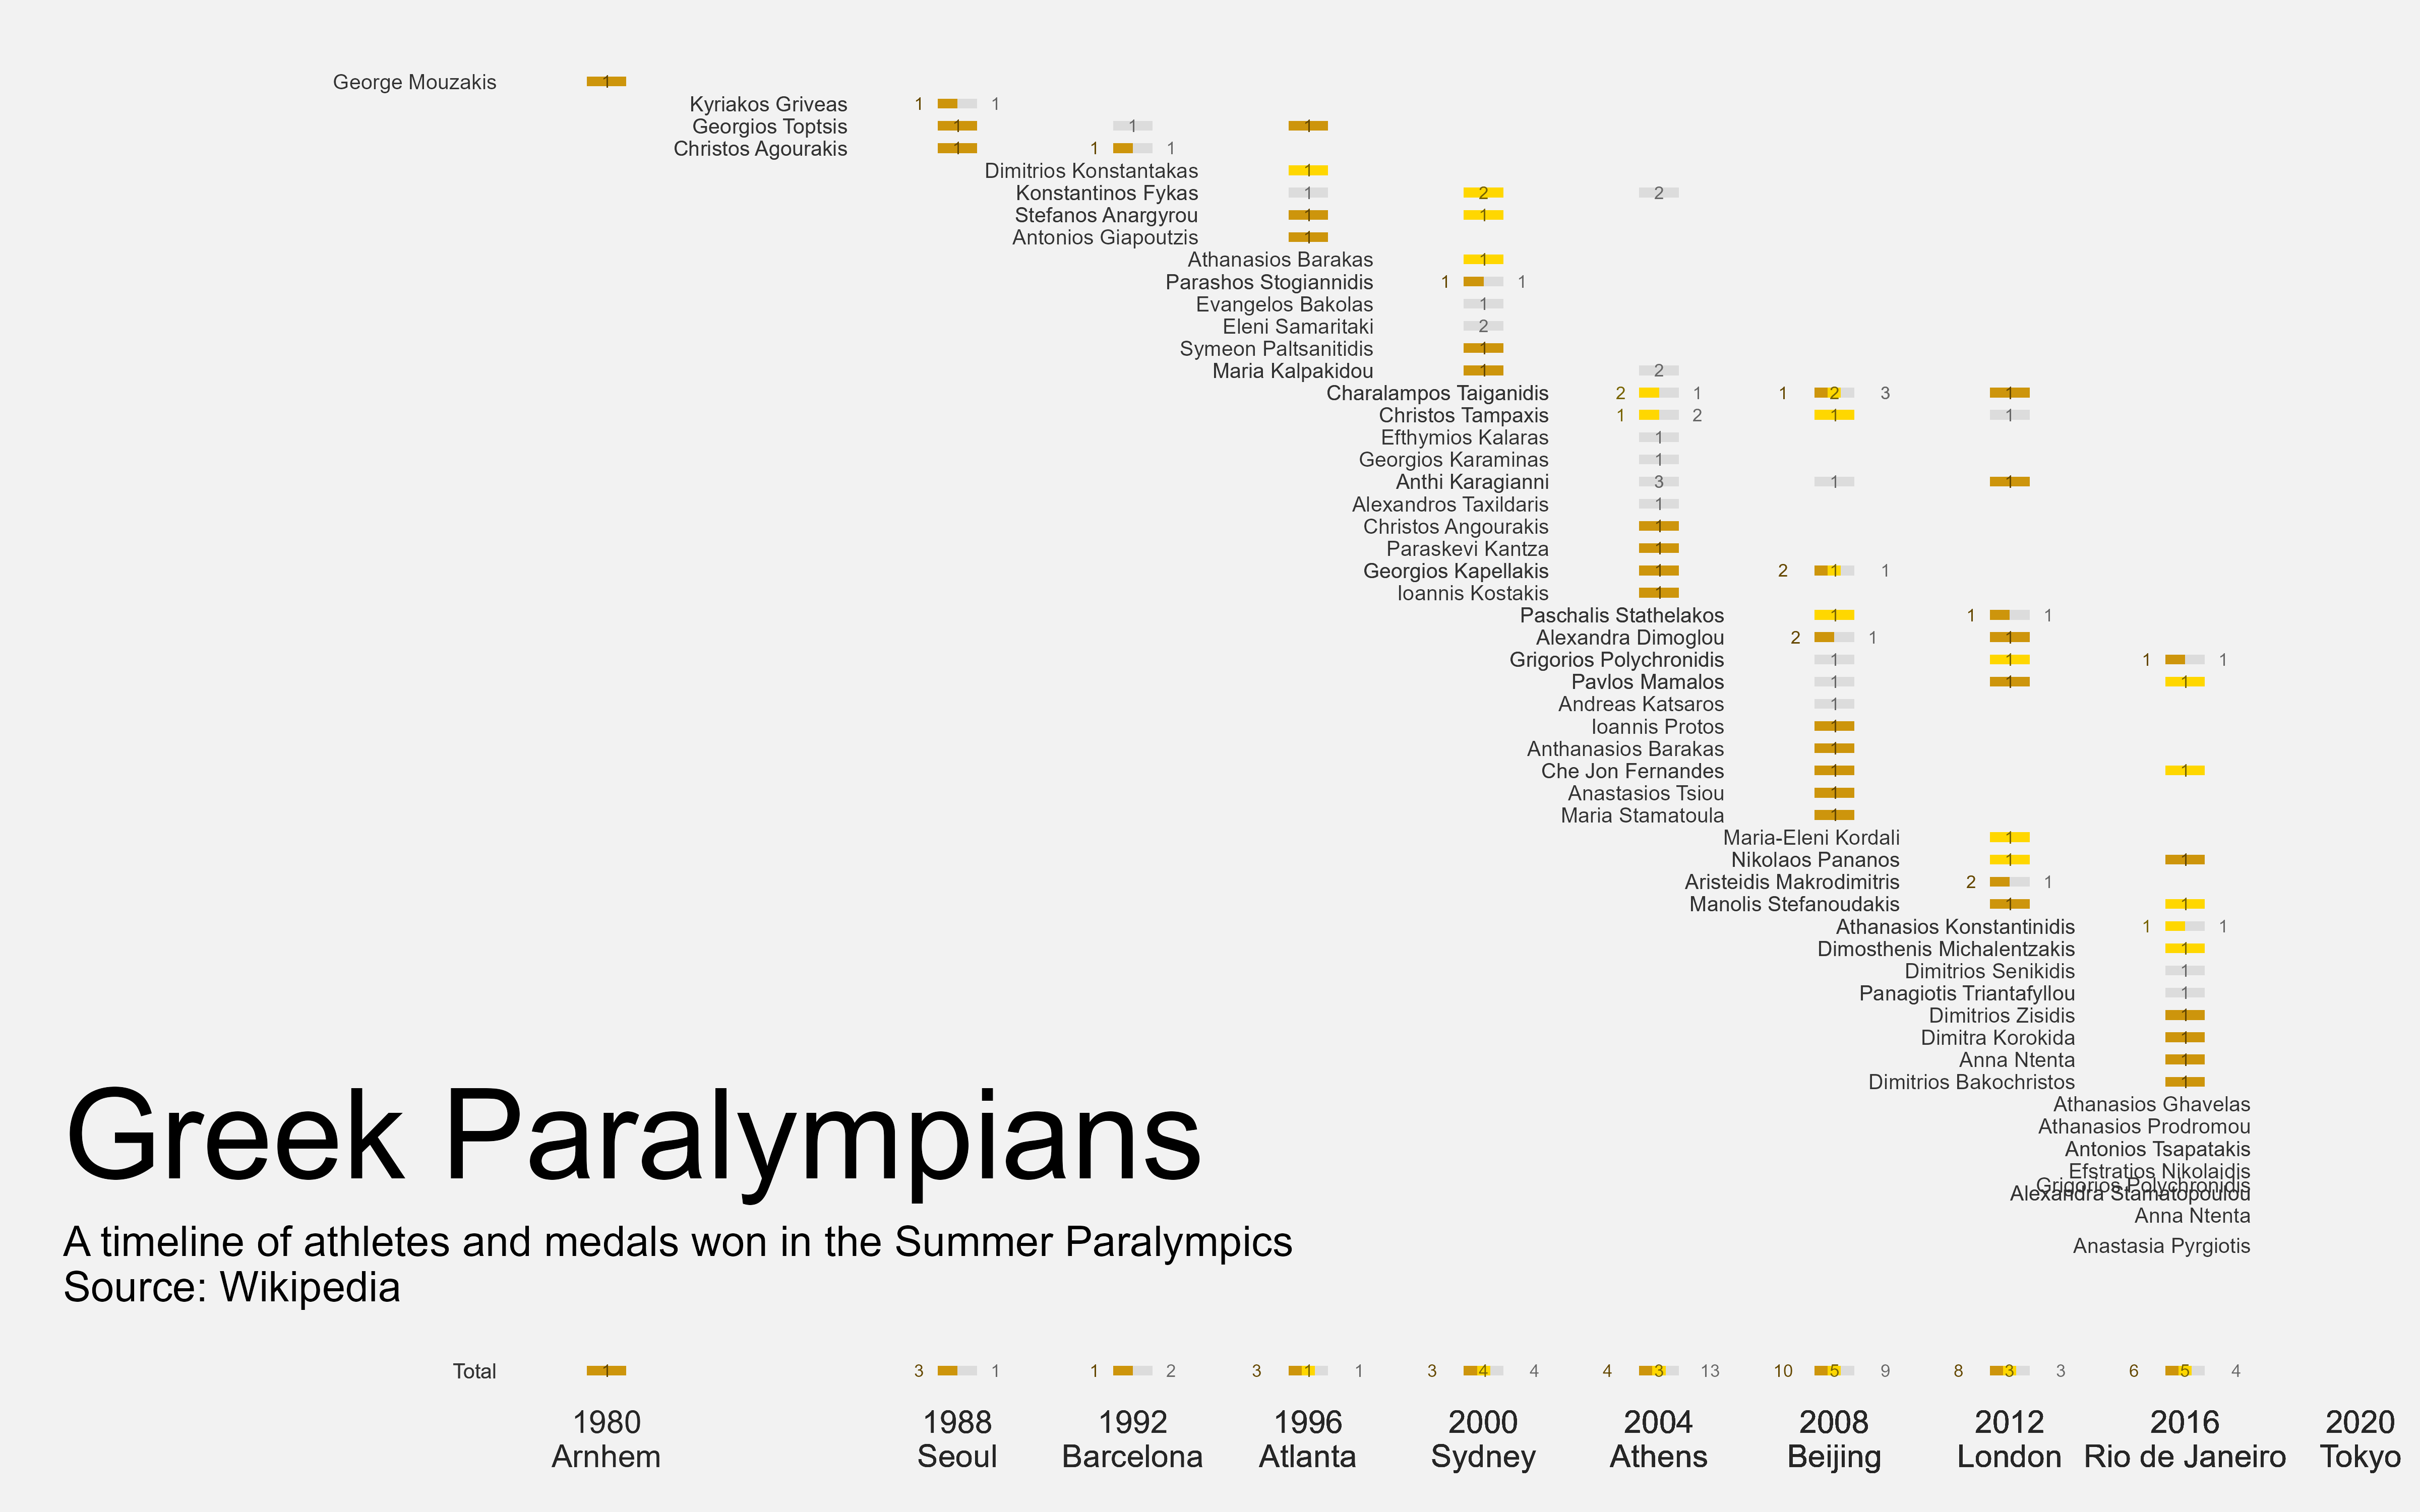 George Mouzakis 1
Kyriakos Griveas 1 1
Georgios Toptsis 1 1 1
Christos Agourakis 1 1 1
Dimitrios Konstantakas 1
Konstantinos Fykas 1 2 2
Stefanos Anargyrou 1 1
Antonios Giapoutzis 1
Athanasios Barakas 1
Parashos Stogiannidis 1 1
Evangelos Bakolas 1
Eleni Samaritaki 2
Symeon Paltsanitidis 1
Maria Kalpakidou 1 2
Charalampos Taiganidis 2 1 1 2 3 1
Christos Tampaxis 1 2 1 1
Efthymios Kalaras 1
Georgios Karaminas 1
Anthi Karagianni 3 1 1
Alexandros Taxildaris 1
Christos Angourakis 1
Paraskevi Kantza 1
Georgios Kapellakis 1 2 1 1
Ioannis Kostakis 1
Paschalis Stathelakos 1 1 1
Alexandra Dimoglou 2 1 1
Grigorios Polychronidis 1 1 1 1
Pavlos Mamalos 1 1 1
Andreas Katsaros 1
Ioannis Protos 1
Anthanasios Barakas 1
Che Jon Fernandes 1 1
Anastasios Tsiou 1
Maria Stamatoula 1
Maria-Eleni Kordali 1
Nikolaos Pananos 1 1
Aristeidis Makrodimitris 2 1
Manolis Stefanoudakis 1 1
Athanasios Konstantinidis 1 1
Dimosthenis Michalentzakis 1
Dimitrios Senikidis 1
Panagiotis Triantafyllou 1
Dimitrios Zisidis 1
Dimitra Korokida 1
Anna Ntenta 1
Dimitrios Bakochristos 1
Athanasios Ghavelas
Athanasios Prodromou
Antonios Tsapatakis
Efstratios Nikolaidis
Grigorios Polychronidis
Alexandra Stamatopoulou
Anna Ntenta
Anastasia Pyrgiotis
Greek Paralympians
A timeline of athletes and medals won in the Summer Paralympics
Source: Wikipedia
Total 1 3 1 1 2 3 1 1 3 4 4 4 3 13 10 5 9 8 3 3 6 5 4
1980 1988 1992 1996 2000 2004 2008 2012 2016 2020
Arnhem Seoul Barcelona Atlanta Sydney Athens Beijing London Rio de Janeiro Tokyo